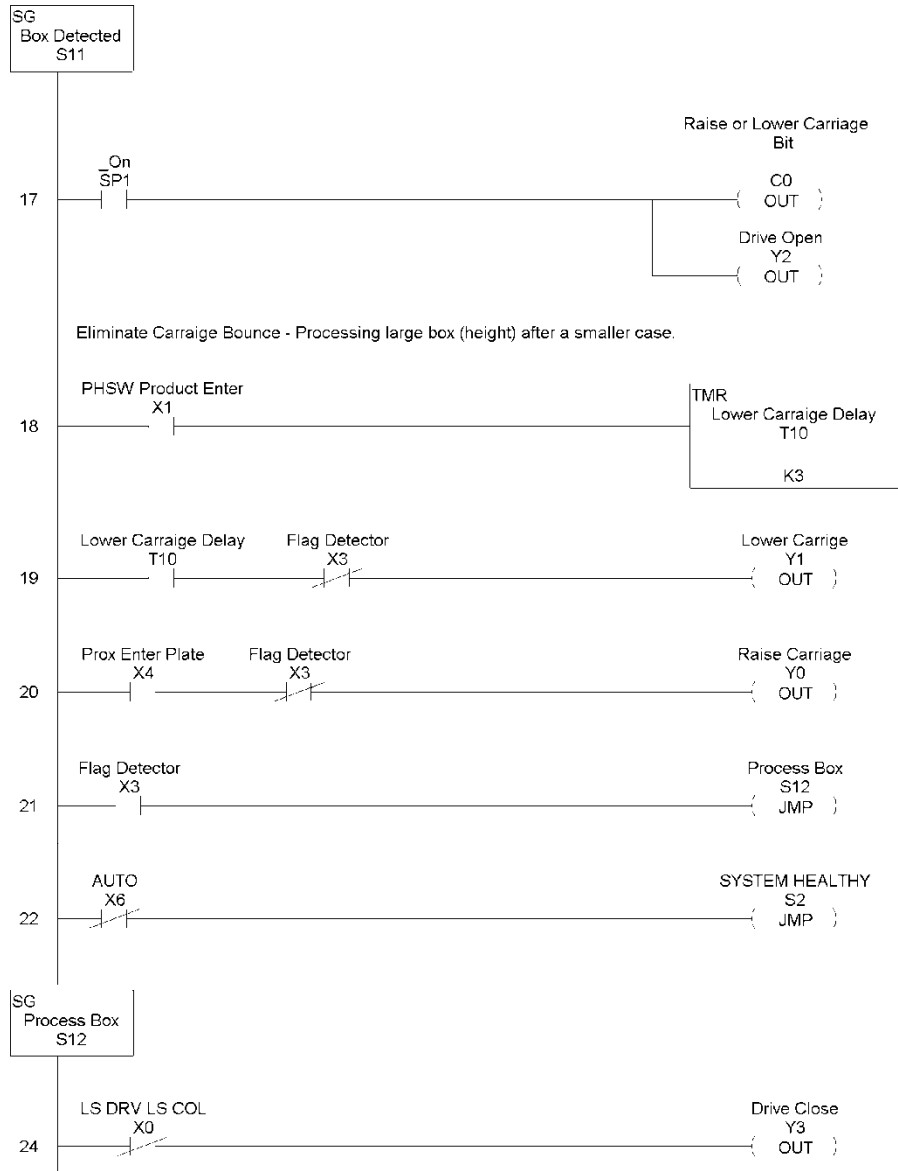 SG
Box Detected
S11
Raise or Lower Carriage
Bit
_On
SP1
C0
17
OUT
Drive Open
Y2
OUT
Eliminate Carraige Bounce - Processing large box (height) after a smaller case.
PHSW Product Enter
X1
TMR
Lower Carraige Delay
T10
18
K3
Lower Carraige Delay
T10
Flag Detector
X3
Lower Carrige
Y1
19
OUT
Prox Enter Plate
X4
Flag Detector
X3
Raise Carriage
Y0
20
OUT
Flag Detector
X3
Process Box
S12
21
JMP
AUTO
X6
SYSTEM HEALTHY
S2
22
JMP
SG
Process Box
S12
LS DRV LS COL
X0
Drive Close
Y3
24
OUT